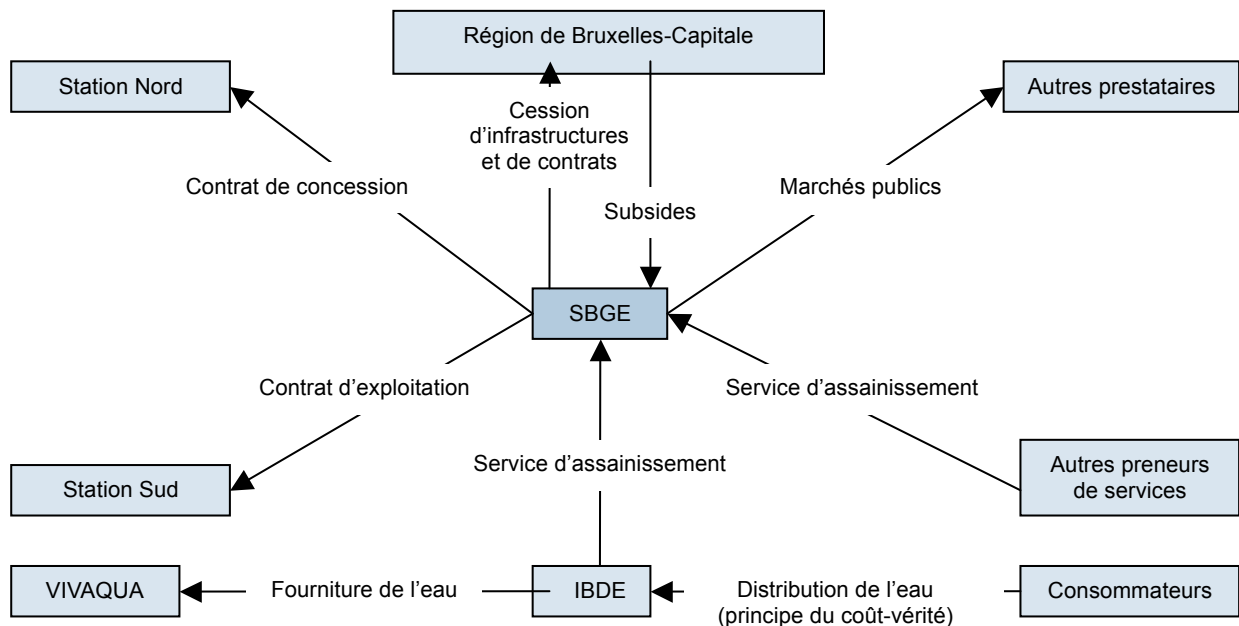 Région de Bruxelles-Capitale
Station Nord
Autres prestataires
Cession
d’infrastructures
et de contrats
Contrat de concession
Marchés publics
Subsides
SBGE
Contrat d’exploitation
Service d’assainissement
Service d’assainissement
Autres preneurs
de services
Station Sud
VIVAQUA
Fourniture de l’eau
IBDE
Distribution de l’eau
(principe du coût-vérité)
Consommateurs